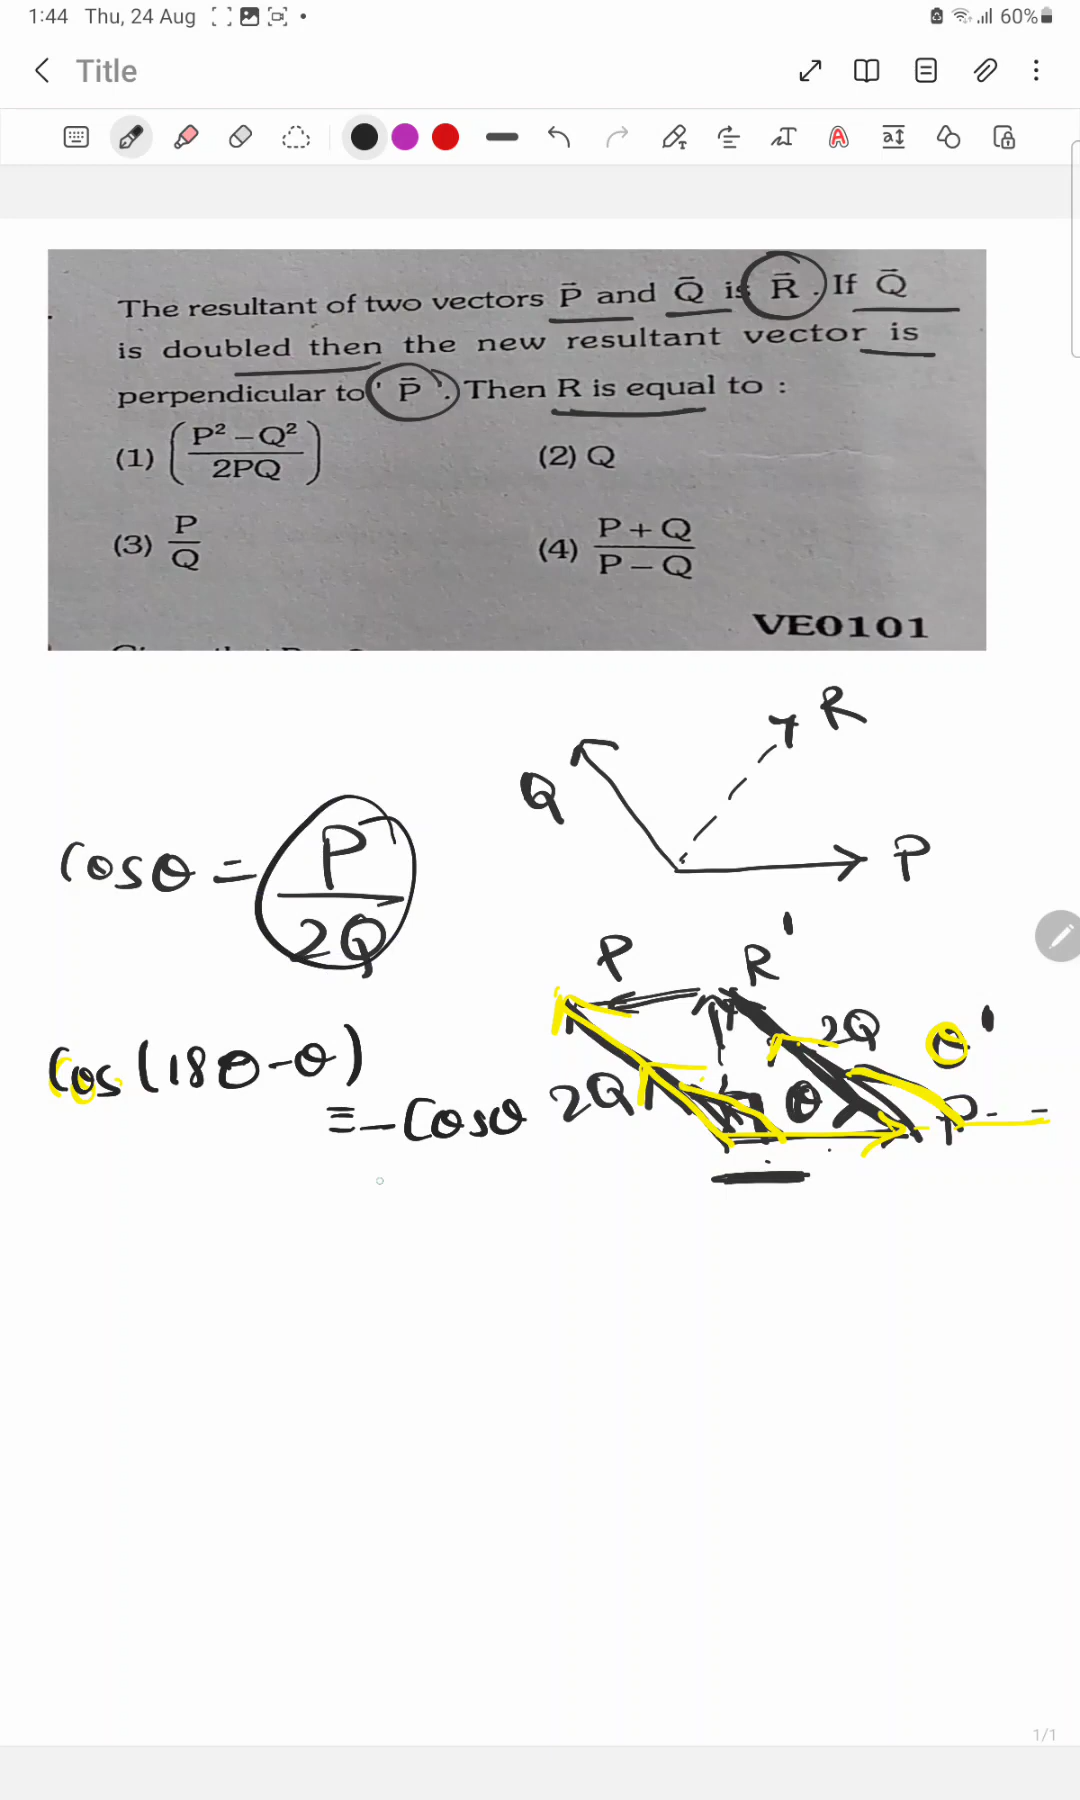 1:44 Thu, 24 Aug
60%
Title
The resultant of two vectors P̄ and Q̄ is R̄. If Q̄
is doubled then the new resultant vector is
perpendicular to 'P̄'. Then R is equal to :
(1) (P² – Q² / 2PQ)
(2) Q
(3) P / Q
(4) P + Q / P – Q
VE0101
R
Q
P
cosθ = P / 2Q
P
R'
2Q
θ'
cos(180-θ)
≡ -cosθ
2Q
θ
P
1/1